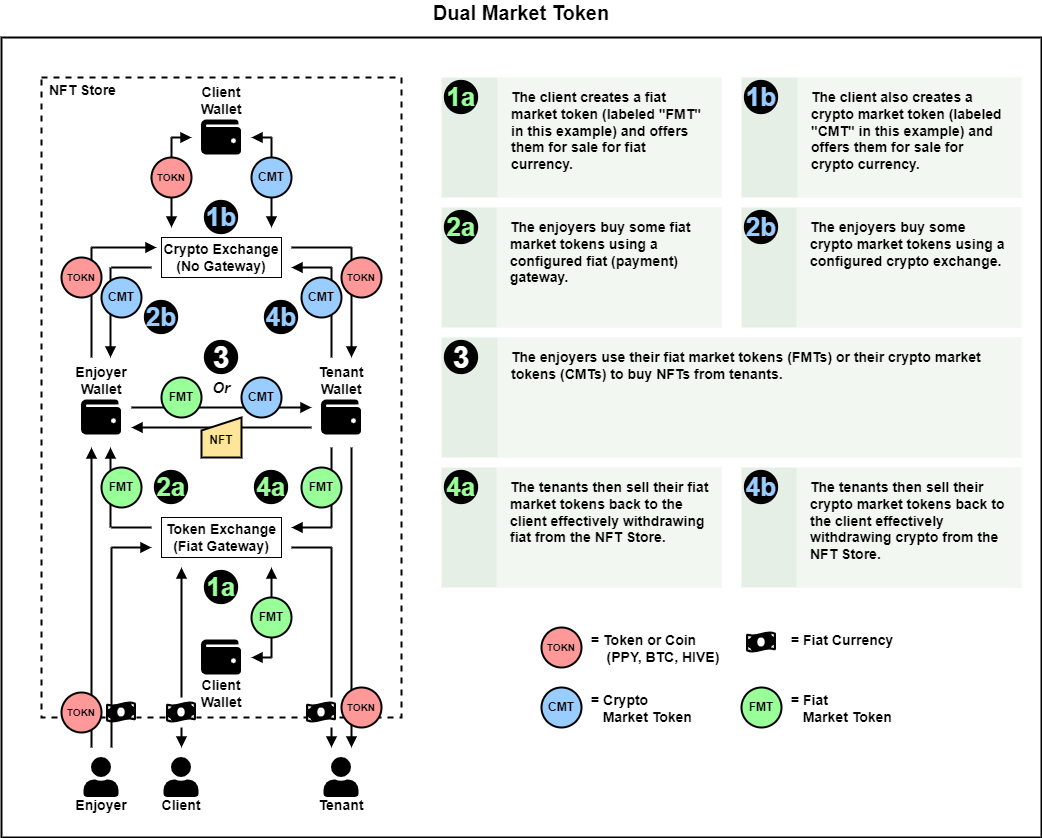 Dual Market Token
NFT Store
Client
Wallet
TOKN
CMT
1b
Crypto Exchange
(No Gateway)
TOKN
CMT
CMT
TOKN
2b
4b
3
Or
Enjoyer
Wallet
Tenant
Wallet
FMT
CMT
NFT
FMT
2a
4a
FMT
Token Exchange
(Fiat Gateway)
1a
FMT
Client
Wallet
TOKN
TOKN
Enjoyer
Client
Tenant
1a
The client creates a fiat
market token (labeled "FMT"
in this example) and offers
them for sale for fiat
currency.
1b
The client also creates a
crypto market token (labeled
"CMT" in this example) and
offers them for sale for
crypto currency.
2a
The enjoyers buy some fiat
market tokens using a
configured fiat (payment)
gateway.
2b
The enjoyers buy some
crypto market tokens using a
configured crypto exchange.
3
The enjoyers use their fiat market tokens (FMTs) or their crypto market
tokens (CMTs) to buy NFTs from tenants.
4a
The tenants then sell their fiat
market tokens back to the
client effectively withdrawing
fiat from the NFT Store.
4b
The tenants then sell their
crypto market tokens back to
the client effectively
withdrawing crypto from the
NFT Store.
TOKN
= Token or Coin
(PPY, BTC, HIVE)
= Fiat Currency
CMT
= Crypto
Market Token
FMT
= Fiat
Market Token